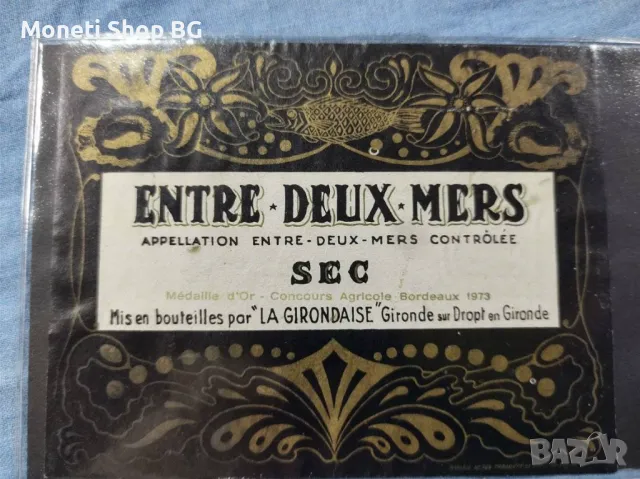 Moneti Shop BG
ENTRE ⋆ DEUX ⋆ MERS
APPELLATION ENTRE-DEUX-MERS CONTRÔLÉE
SEC
Médaille d'Or - Concours Agricole Bordeaux 1973
Mis en bouteilles par "LA GIRONDAISE" Gironde sur Dropt en Gironde
BAZAR